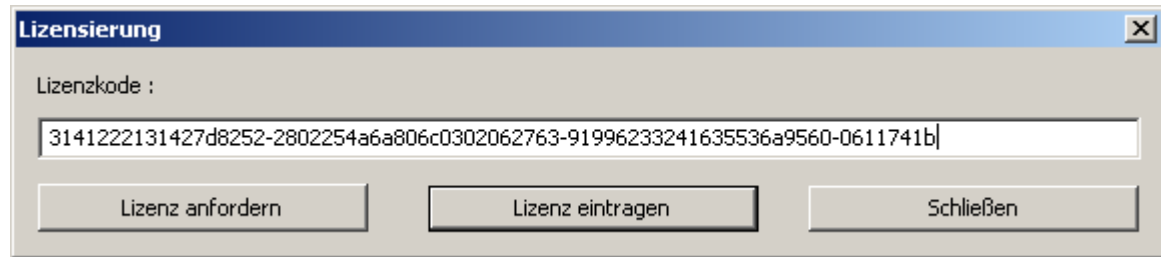 Lizensierung
Lizenzkode :
3141222131427d8252-2802254a6a806c0302062763-91996233241635536a9560-0611741b
Lizenz anfordern Lizenz eintragen Schließen